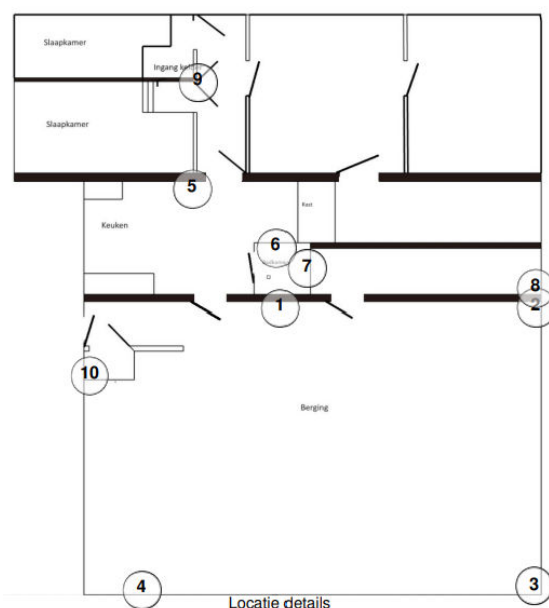 Slaapkamer
Ingang kelder
9
Slaapkamer
5
Kast
Keuken
6
7
8
1
2
10
Berging
4
3
Locatie details